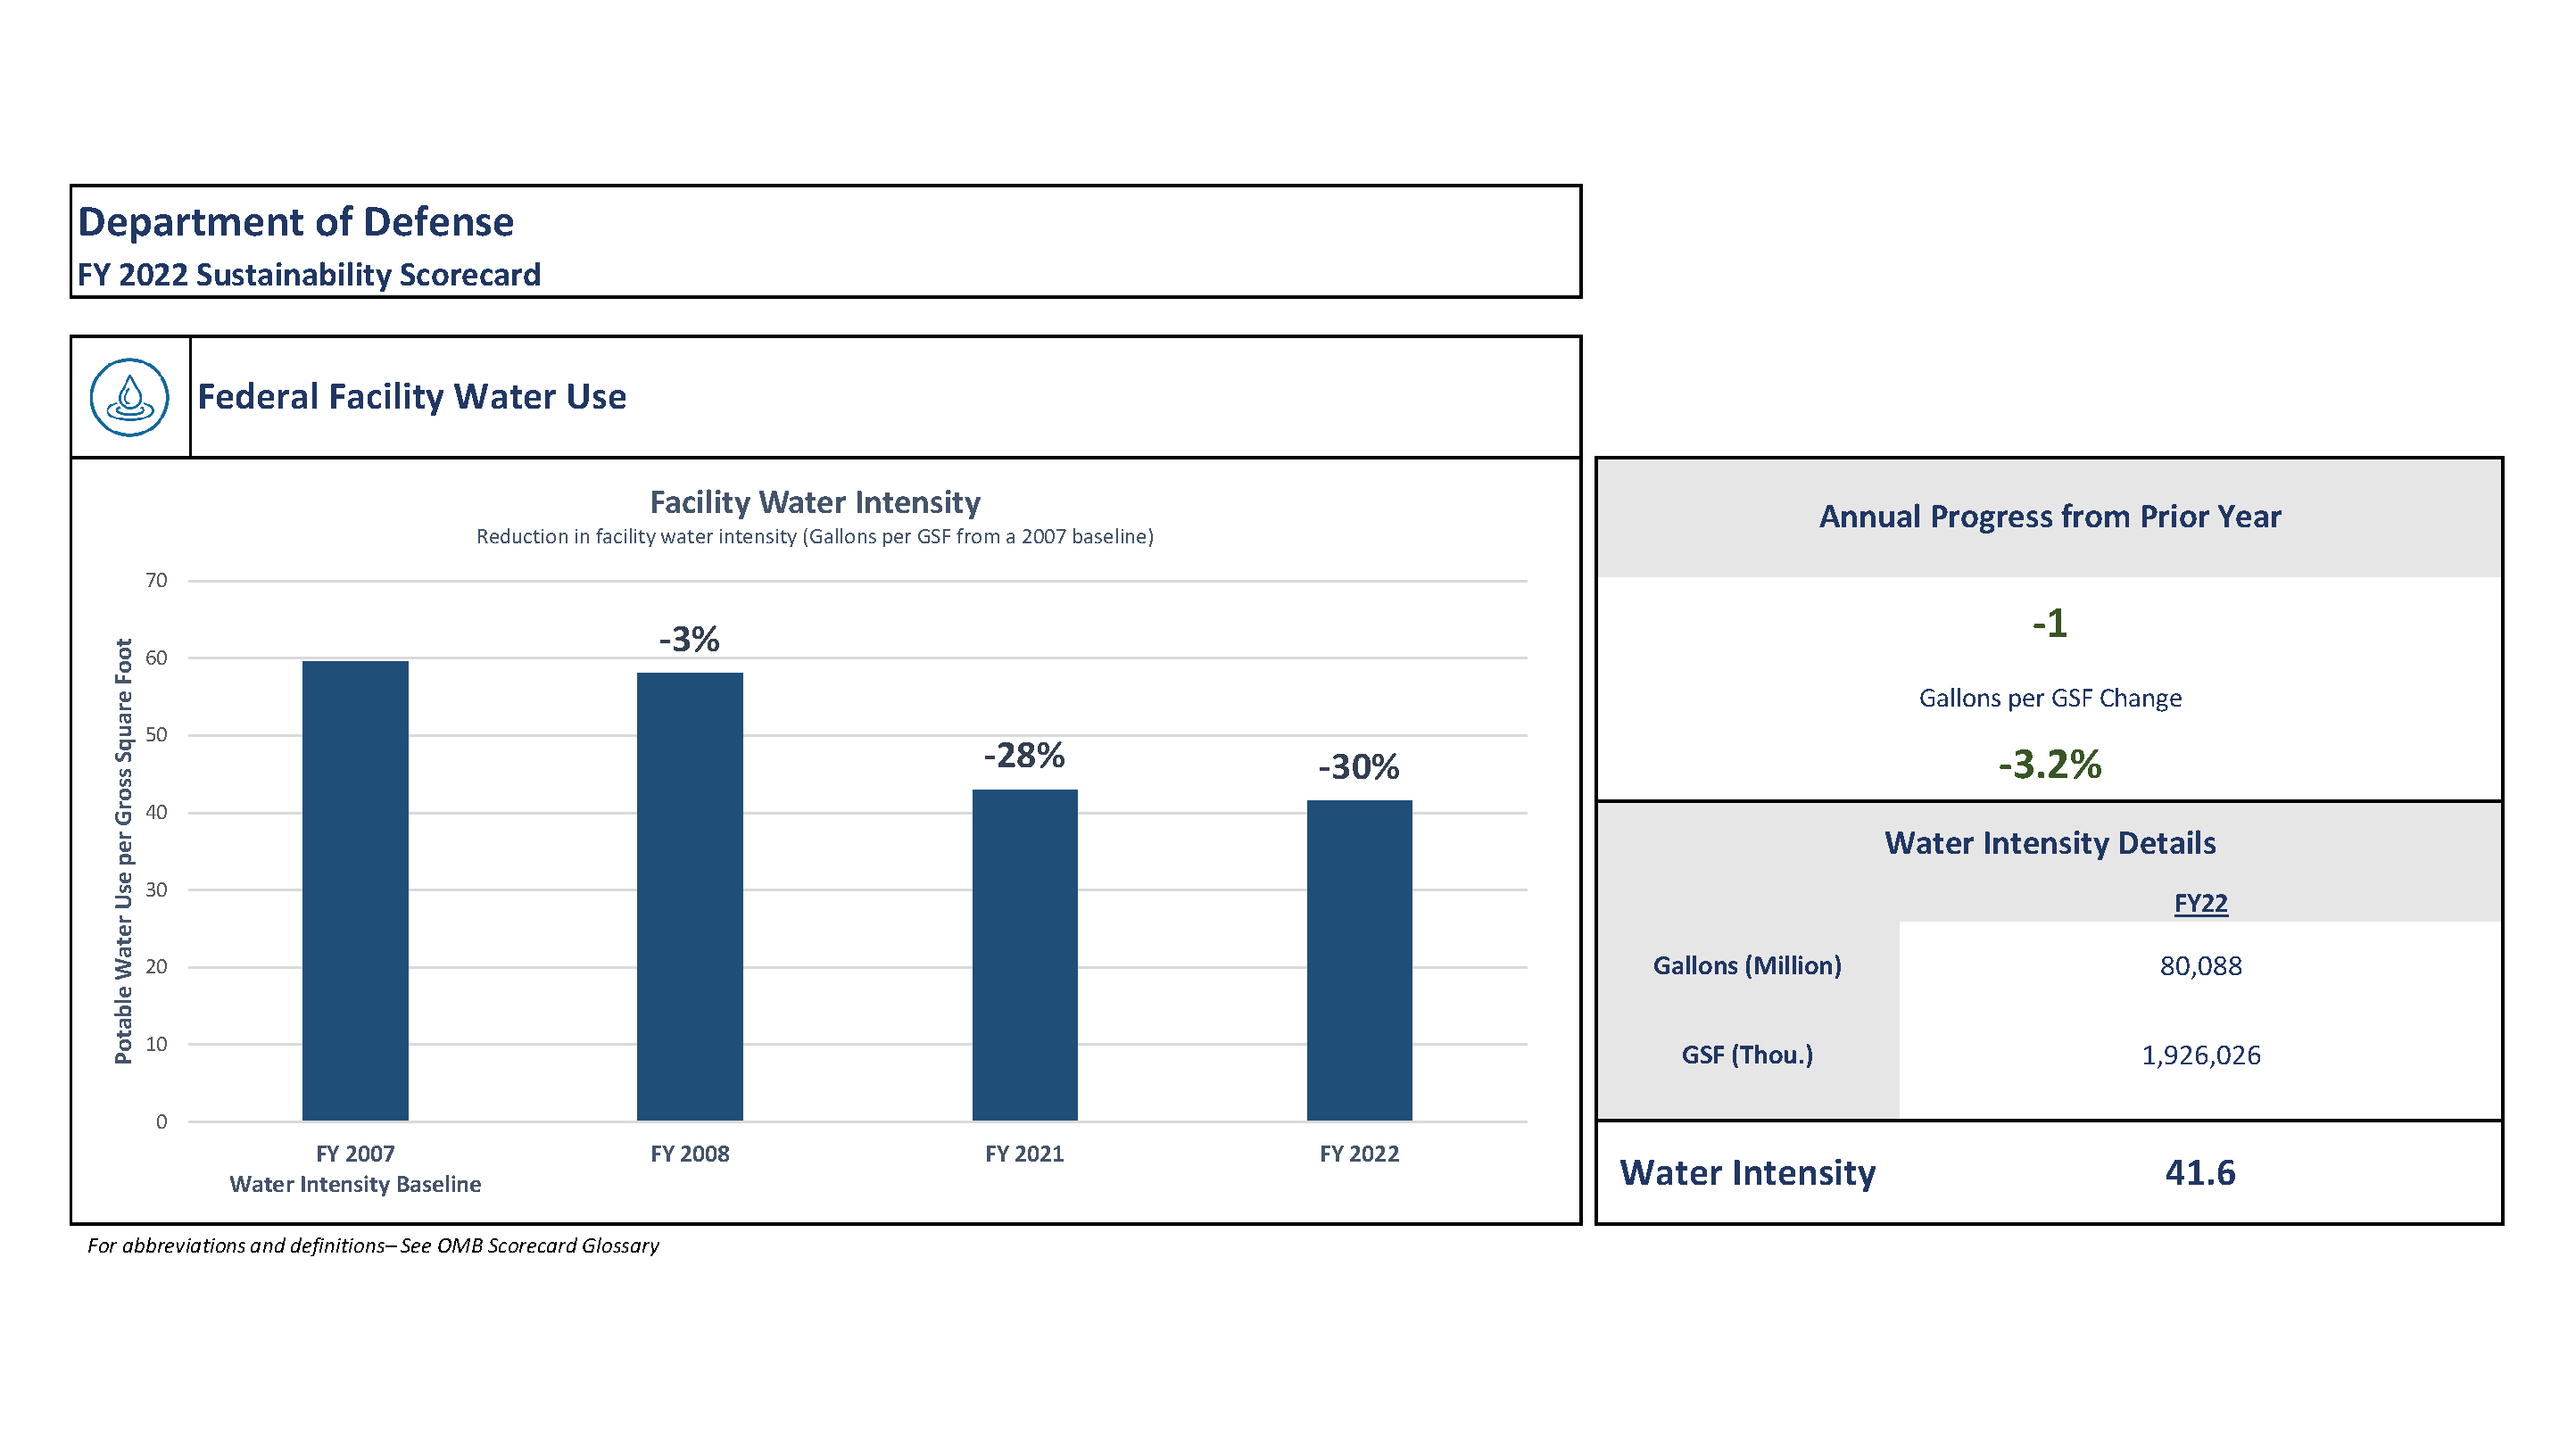 Department of Defense
FY 2022 Sustainability Scorecard
Federal Facility Water Use
Facility Water Intensity
Reduction in facility water intensity (Gallons per GSF from a 2007 baseline)
Potable Water Use per Gross Square Foot
70
60
50
40
30
20
10
0
-3%
-28%
-30%
FY 2007
Water Intensity Baseline
FY 2008
FY 2021
FY 2022
For abbreviations and definitions– See OMB Scorecard Glossary
Annual Progress from Prior Year
-1
Gallons per GSF Change
-3.2%
Water Intensity Details
FY22
Gallons (Million) 80,088
GSF (Thou.) 1,926,026
Water Intensity 41.6